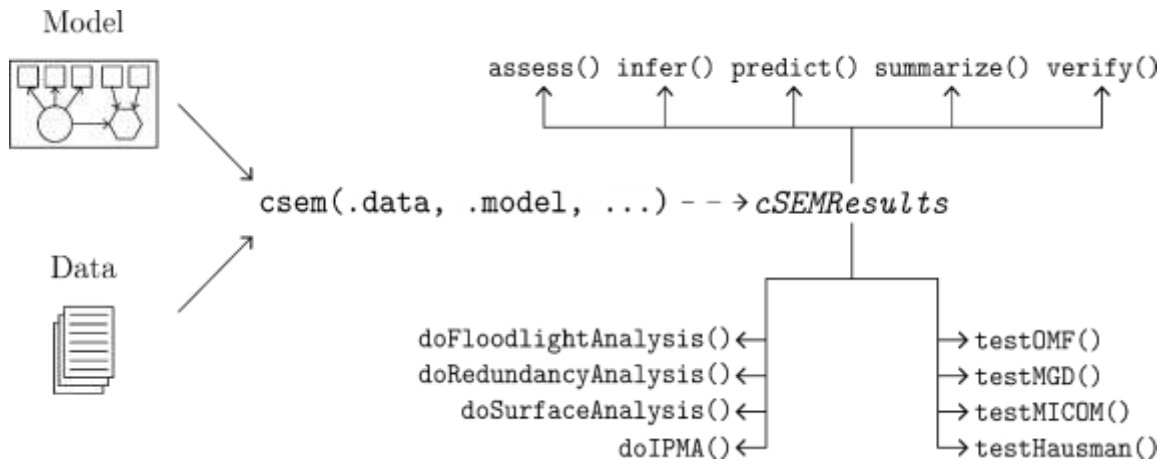 Model
assess() infer() predict() summarize() verify()
csem(.data, .model, ...) cSEMResults
Data
doFloodlightAnalysis() testOMF()
doRedundancyAnalysis() testMGD()
doSurfaceAnalysis() testMICOM()
doIPMA() testHausman()